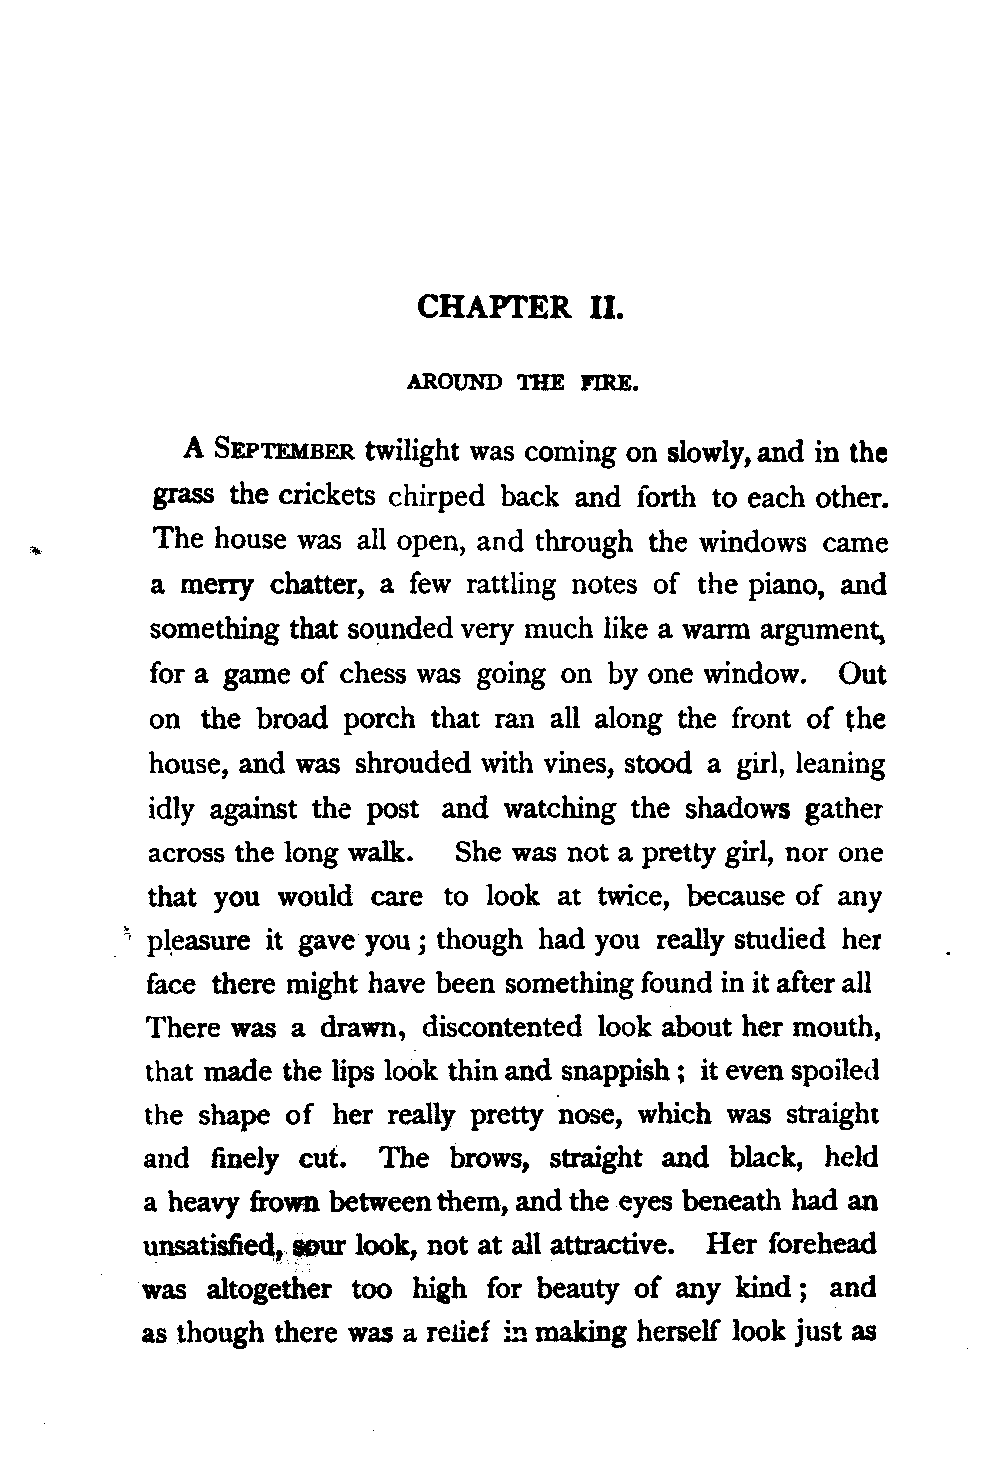 CHAPTER II.
AROUND THE FIRE.
A SEPTEMBER twilight was coming on slowly, and in the
grass the crickets chirped back and forth to each other.
The house was all open, and through the windows came
a merry chatter, a few rattling notes of the piano, and
something that sounded very much like a warm argument,
for a game of chess was going on by one window. Out
on the broad porch that ran all along the front of the
house, and was shrouded with vines, stood a girl, leaning
idly against the post and watching the shadows gather
across the long walk. She was not a pretty girl, nor one
that you would care to look at twice, because of any
pleasure it gave you ; though had you really studied her
face there might have been something found in it after all
There was a drawn, discontented look about her mouth,
that made the lips look thin and snappish ; it even spoiled
the shape of her really pretty nose, which was straight
and finely cut. The brows, straight and black, held
a heavy frown between them, and the eyes beneath had an
unsatisfied, sour look, not at all attractive. Her forehead
was altogether too high for beauty of any kind ; and
as though there was a relief in making herself look just as